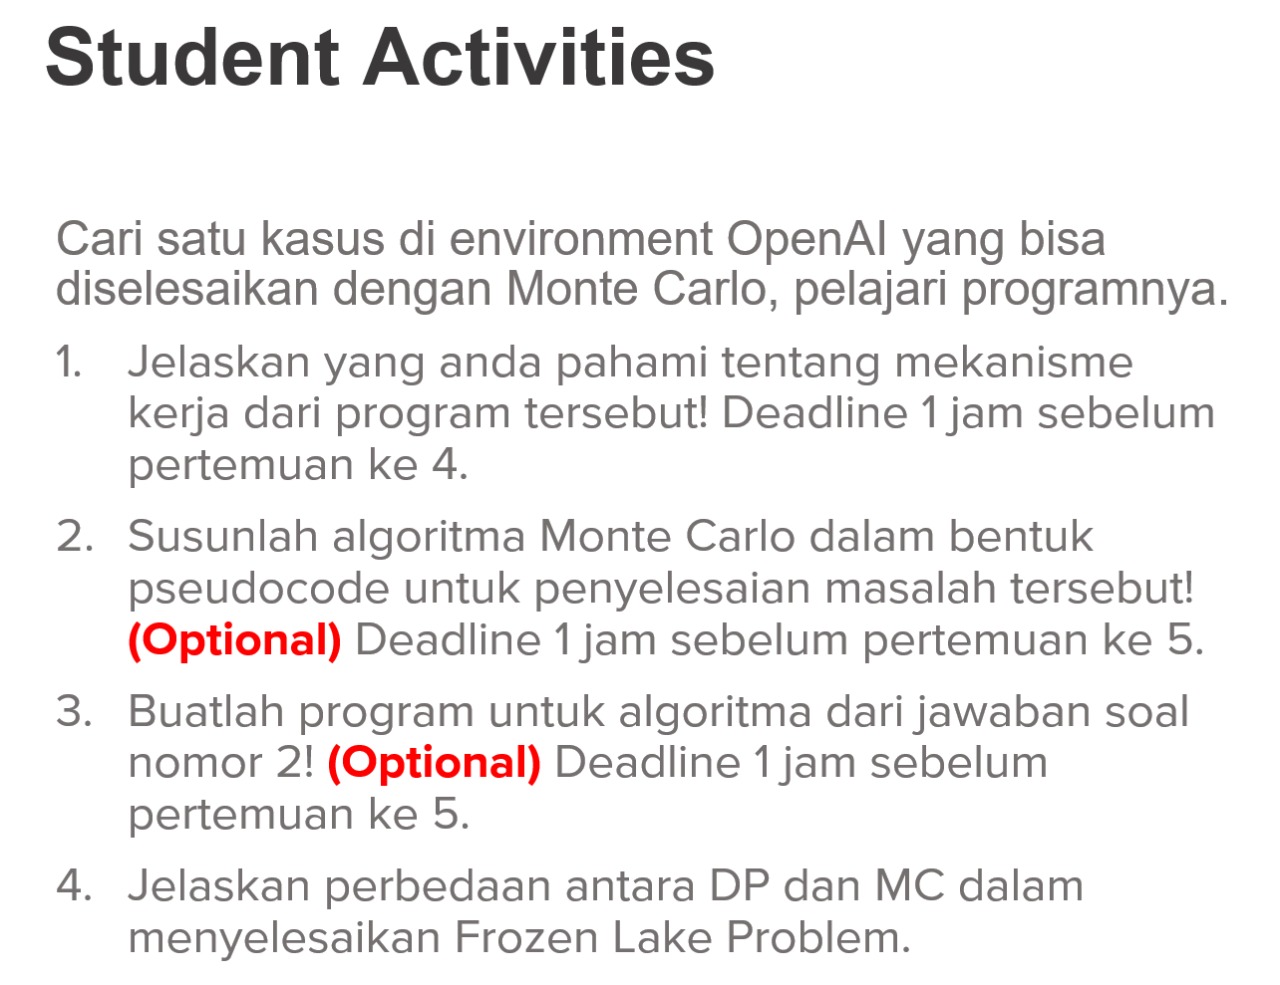 Student Activities
Cari satu kasus di environment OpenAI yang bisa
diselesaikan dengan Monte Carlo, pelajari programnya.
1. Jelaskan yang anda pahami tentang mekanisme
kerja dari program tersebut! Deadline 1 jam sebelum
pertemuan ke 4.
2. Susunlah algoritma Monte Carlo dalam bentuk
pseudocode untuk penyelesaian masalah tersebut!
(Optional) Deadline 1 jam sebelum pertemuan ke 5.
3. Buatlah program untuk algoritma dari jawaban soal
nomor 2! (Optional) Deadline 1 jam sebelum
pertemuan ke 5.
4. Jelaskan perbedaan antara DP dan MC dalam
menyelesaikan Frozen Lake Problem.